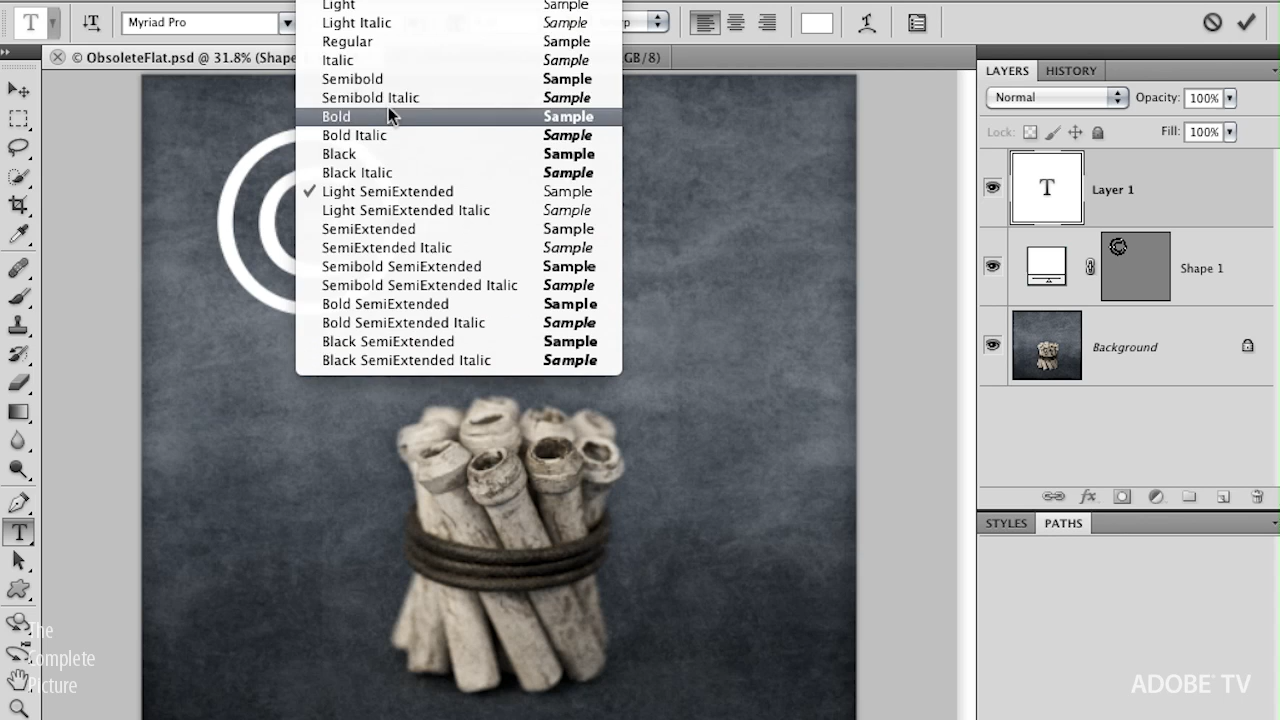 T
Myriad Pro
p
ObsoleteFlat.psd @ 31.8% (Shape
GB/8)
Light Sample
Light Italic Sample
Regular Sample
Italic Sample
Semibold Sample
Semibold Italic Sample
Bold Sample
Bold Italic Sample
Black Sample
Black Italic Sample
Light SemiExtended Sample
Light SemiExtended Italic Sample
SemiExtended Sample
SemiExtended Italic Sample
Semibold SemiExtended Sample
Semibold SemiExtended Italic Sample
Bold SemiExtended Sample
Bold SemiExtended Italic Sample
Black SemiExtended Sample
Black SemiExtended Italic Sample
LAYERS HISTORY
Normal Opacity: 100%
Lock: Fill: 100%
T Layer 1
Shape 1
Background
fx
STYLES PATHS
T
The
Complete
Picture
ADOBE® TV